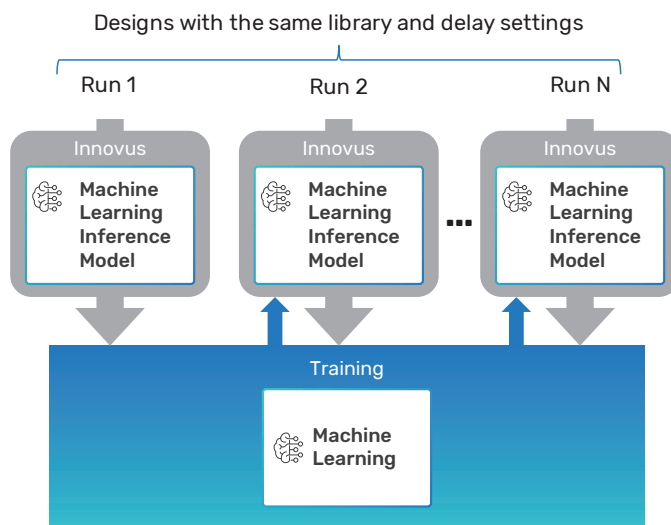 Designs with the same library and delay settings
Run 1
Run 2
Run N
Innovus
Machine
Learning
Inference
Model
Innovus
Machine
Learning
Inference
Model
...
Innovus
Machine
Learning
Inference
Model
Training
Machine
Learning